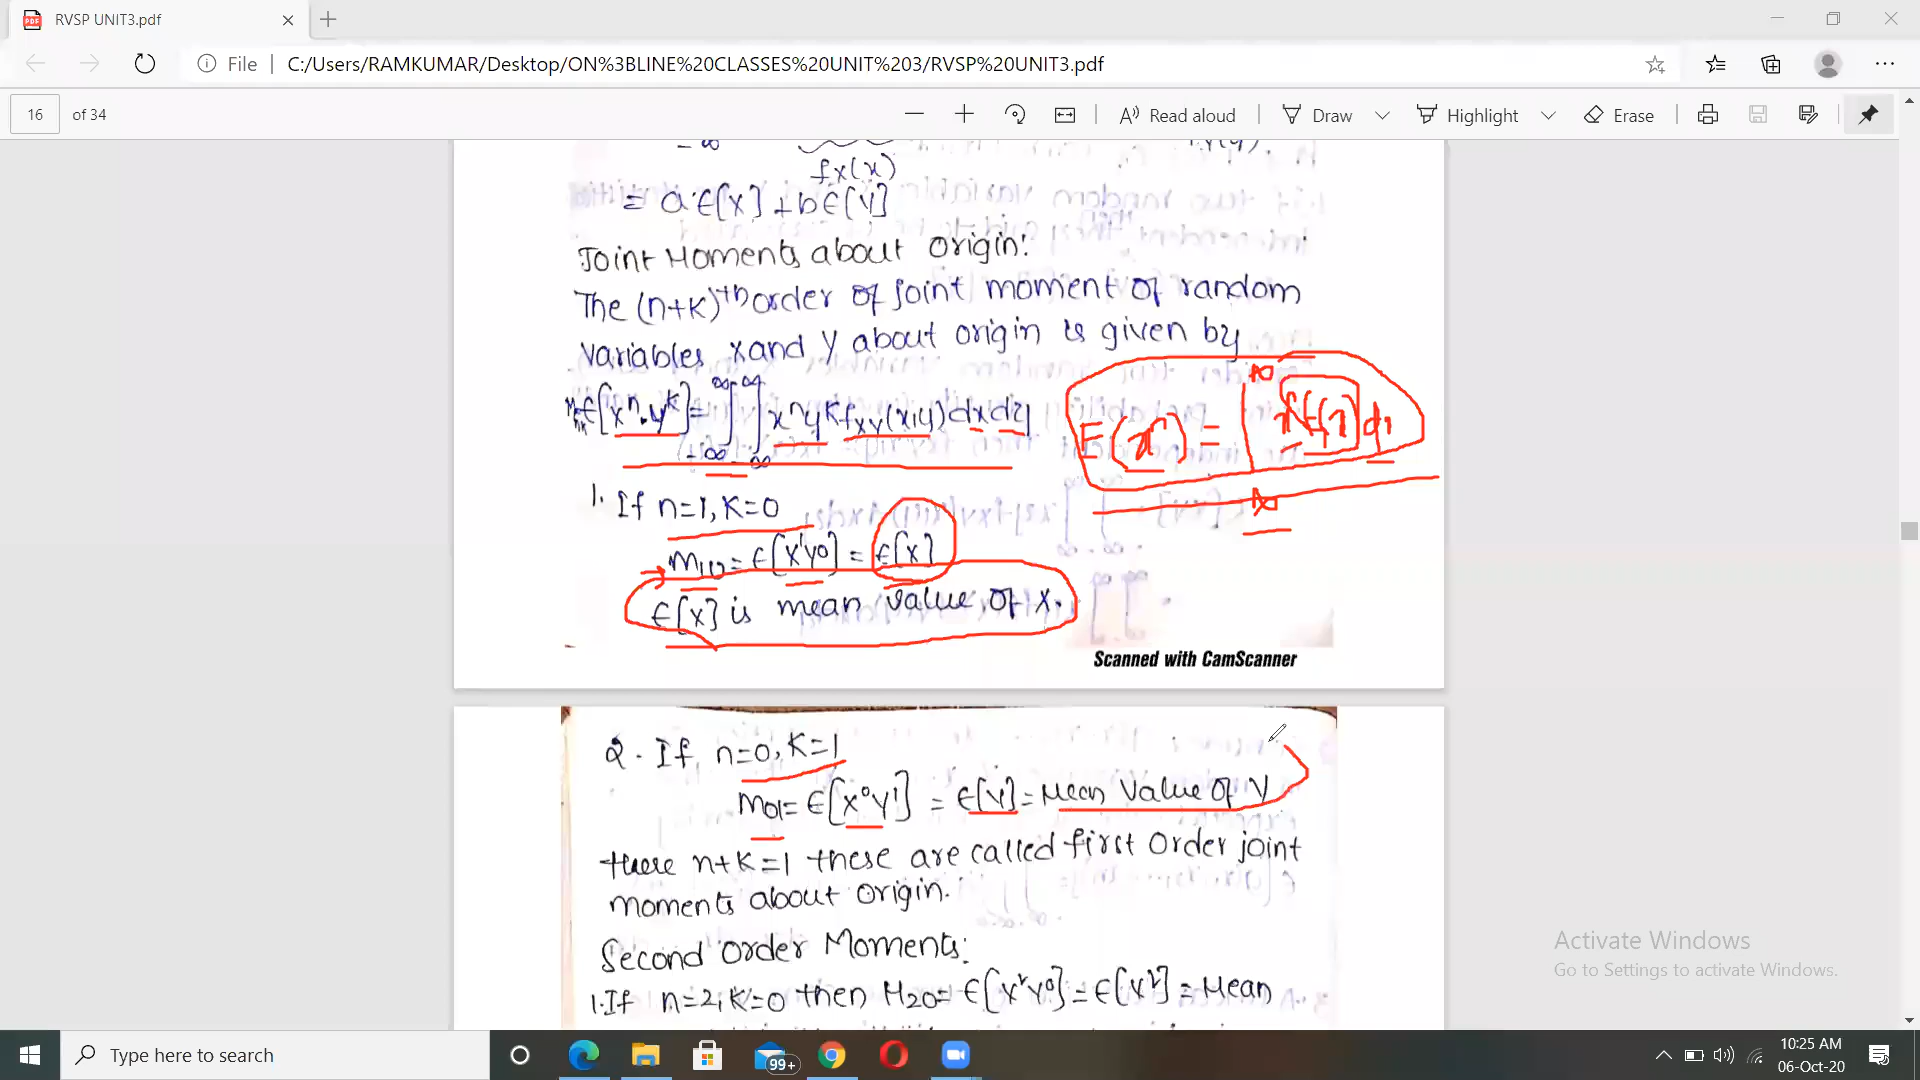 RVSP UNIT3.pdf
File
C:/Users/RAMKUMAR/Desktop/ON%3BLINE%20CLASSES%20UNIT%203/RVSP%20UNIT3.pdf
16 of 34
Read aloud
Draw
Highlight
Erase
fx(x)
= a.E[X] + bE[Y]
Joint Moments about origin:
The (n+K)th order of joint moment of random
Variables X and Y about origin is given by
E[x^n.y^k] = ∫∫ x^n y^k fxy(x,y) dx dy
-∞ -∞
1. If n=1, K=0
m10 = E[X^1Y^0] = E[X]
E[X] is mean value of X.
Scanned with CamScanner
2. If n=0, K=1
m01 = E[X^0Y^1] = E[Y] = Mean Value of Y
n+K=1 these are called first order joint
moments about origin.
Second Order Moments:
1. If n=2, K=0 then M20 = E[X^2Y^0] = E[X^2] = Mean
Activate Windows
Go to Settings to activate Windows.
Type here to search
99+
10:25 AM
06-Oct-20